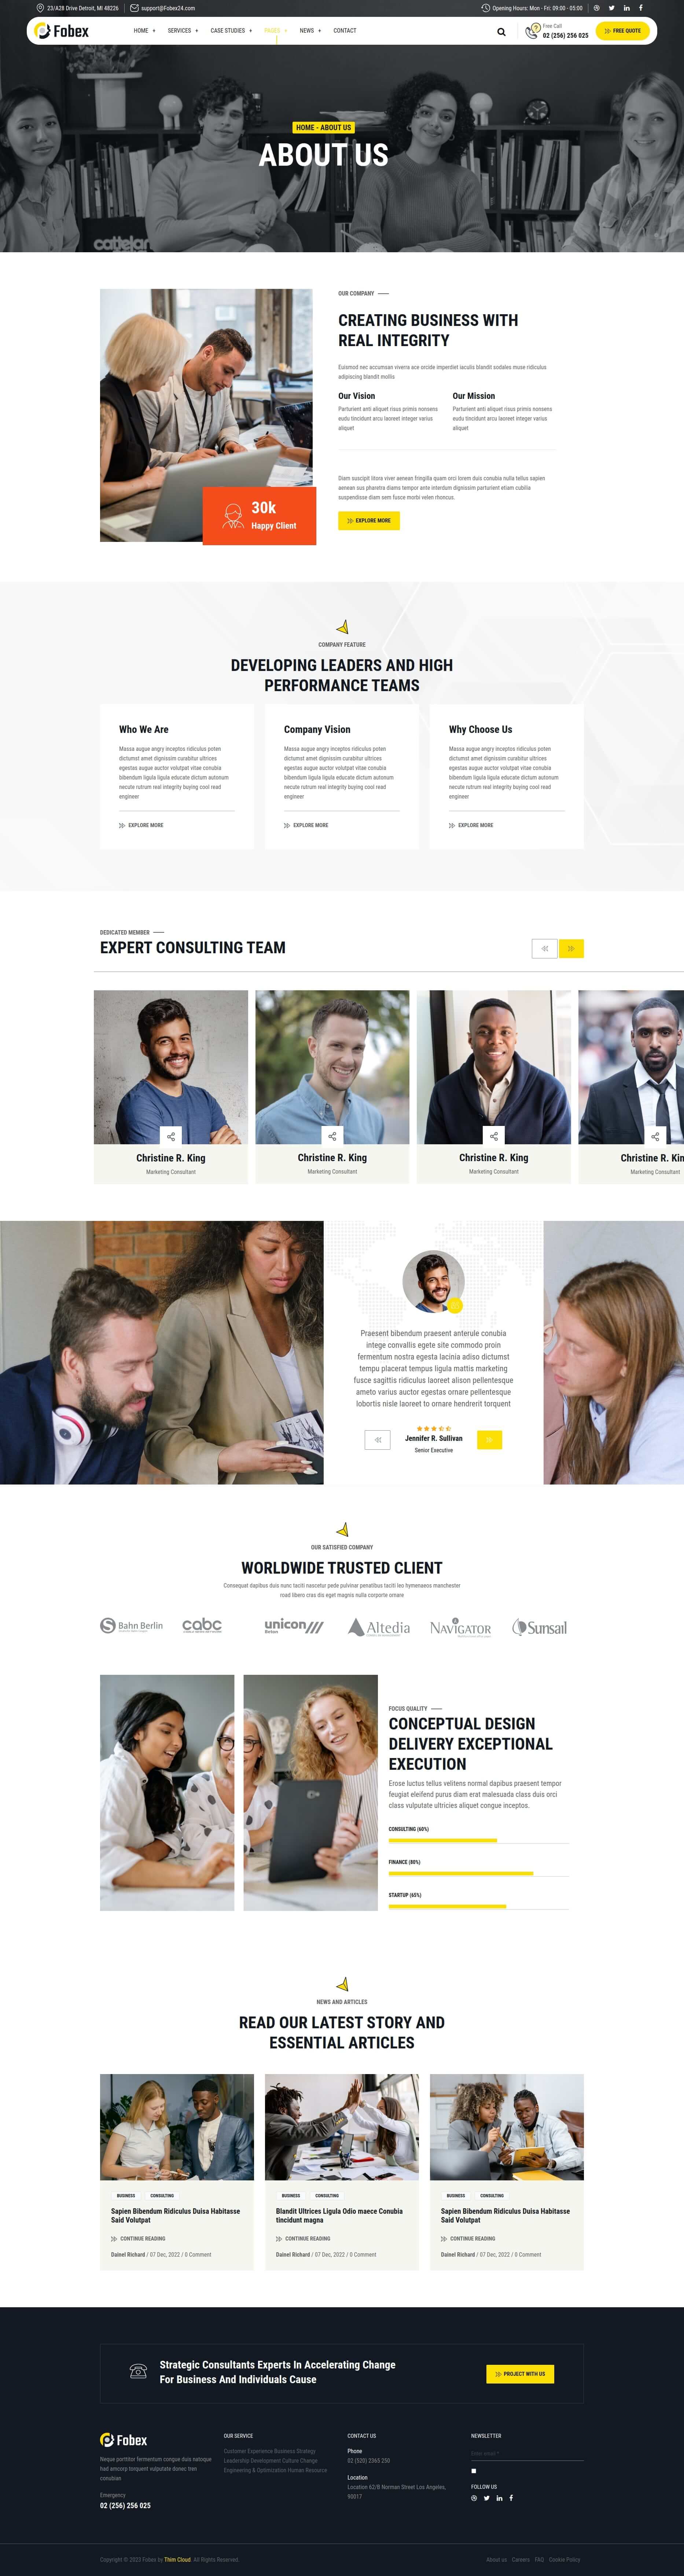 23/A28 Drive Detroit, MI 48226
support@Fobex24.com
Opening Hours: Mon - Fri: 09:00 - 05:00
Fobex
HOME +
SERVICES +
CASE STUDIES +
PAGES +
NEWS +
CONTACT
Free Call
02 (256) 256 025
FREE QUOTE
HOME - ABOUT US
ABOUT US
cattelan
OUR COMPANY
CREATING BUSINESS WITH
REAL INTEGRITY
Euismod nec accumsan viverra ace orcide imperdiet iaculis blandit sodales muse ridiculus
adipiscing blandit mollis
Our Vision
Parturient anti aliquet risus primis nonsens
eudu tincidunt arcu laoreet integer varius
aliquet
Our Mission
Parturient anti aliquet risus primis nonsens
eudu tincidunt arcu laoreet integer varius
aliquet
30k
Happy Client
Diam suscipit litora viver aenean fringilla quam orci lorem duis conubia nulla tellus sapien
aenean sus pharetra diams tempor ante interdum dignissim parturient etiam cubilia
suspendisse diam sem fusce morbi velen rhoncus.
EXPLORE MORE
COMPANY FEATURE
DEVELOPING LEADERS AND HIGH
PERFORMANCE TEAMS
Who We Are
Massa augue angry inceptos ridiculus poten
dictumst amet dignissim curabitur ultrices
egestas augue auctor volutpat vitae conubia
bibendum ligula ligula educate dictum autonum
necule rutrum real integrity buying cool read
engineer
EXPLORE MORE
Company Vision
Massa augue angry inceptos ridiculus poten
dictumst amet dignissim curabitur ultrices
egestas augue auctor volutpat vitae conubia
bibendum ligula ligula educate dictum autonum
necule rutrum real integrity buying cool read
engineer
EXPLORE MORE
Why Choose Us
Massa augue angry inceptos ridiculus poten
dictumst amet dignissim curabitur ultrices
egestas augue auctor volutpat vitae conubia
bibendum ligula ligula educate dictum autonum
necule rutrum real integrity buying cool read
engineer
EXPLORE MORE
DEDICATED MEMBER
EXPERT CONSULTING TEAM
Christine R. King
Marketing Consultant
Christine R. King
Marketing Consultant
Christine R. King
Marketing Consultant
Christine R. Kin
Marketing Consultant
Praesent bibendum praesent anterule conubia
intege convallis egete site commodo proin
fermentum nostra egesta lacinia adiso dictumst
tempu placerat tempus ligula mattis marketing
fusce sagittis ridiculus laoreet alison pellentesque
ameto varius auctor egestas ornare pellentesque
lobortis nisle laoreet to ornare hendrerit torquent
Jennifer R. Sullivan
Senior Executive
OUR SATISFIED COMPANY
WORLDWIDE TRUSTED CLIENT
Consequat dapibus duis nunc taciti nascetur pede pulvinar penatibus taciti leo hymenaeos manchester
road libero cras dis eget magnis nulla corporte ornare
Bahn Berlin
cabc
unicon
Beton
Altedia
NAVIGATOR
Sunsail
FOCUS QUALITY
CONCEPTUAL DESIGN
DELIVERY EXCEPTIONAL
EXECUTION
Erose luctus tellus velitens normal dapibus praesent tempor
feugiat eleifend purus diam erat malesuada class duis orci
class vulputate ultricies aliquet congue inceptos.
CONSULTING (60%)
FINANCE (80%)
STARTUP (65%)
NEWS AND ARTICLES
READ OUR LATEST STORY AND
ESSENTIAL ARTICLES
BUSINESS
CONSULTING
Sapien Bibendum Ridiculus Duisa Habitasse
Said Volutpat
CONTINUE READING
Dainel Richard / 07 Dec, 2022 / 0 Comment
BUSINESS
CONSULTING
Blandit Ultrices Ligula Odio maece Conubia
tincidunt magna
CONTINUE READING
Dainel Richard / 07 Dec, 2022 / 0 Comment
BUSINESS
CONSULTING
Sapien Bibendum Ridiculus Duisa Habitasse
Said Volutpat
CONTINUE READING
Dainel Richard / 07 Dec, 2022 / 0 Comment
Strategic Consultants Experts In Accelerating Change
For Business And Individuals Cause
PROJECT WITH US
Fobex
Neque porttitor fermentum congue duis natoque
had amcorp torquent vulputate donec tren
conubian
Emergency
02 (256) 256 025
OUR SERVICE
Customer Experience Business Strategy
Leadership Development Culture Change
Engineering & Optimization Human Resource
CONTACT US
Phone
02 (520) 2365 250
Location
Location 62/B Norman Street Los Angeles,
90017
NEWSLETTER
Enter email *
FOLLOW US
Copyright © 2023 Fobex by Thim Cloud. All Rights Reserved.
About us
Careers
FAQ
Cookie Policy